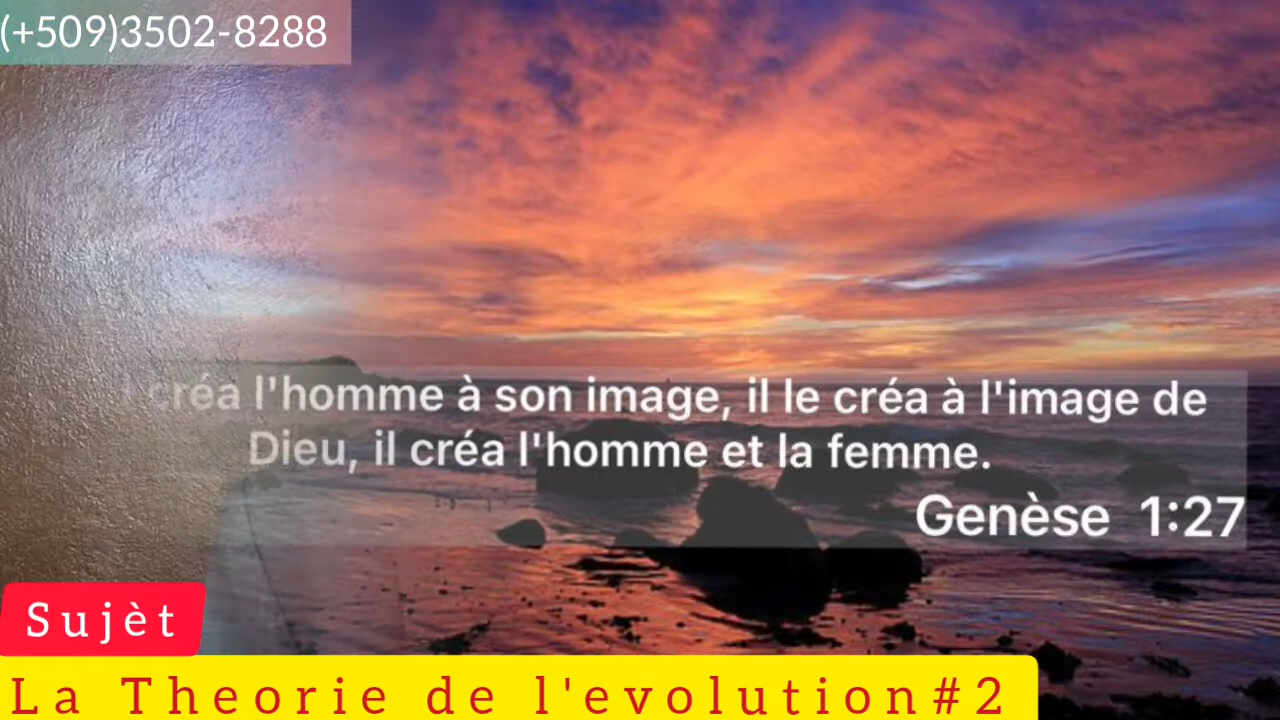 (+509)3502-8288
créa l'homme à son image, il le créa à l'image de
Dieu, il créa l'homme et la femme.
Genèse 1:27
Sujèt
La Theorie de l'evolution#2